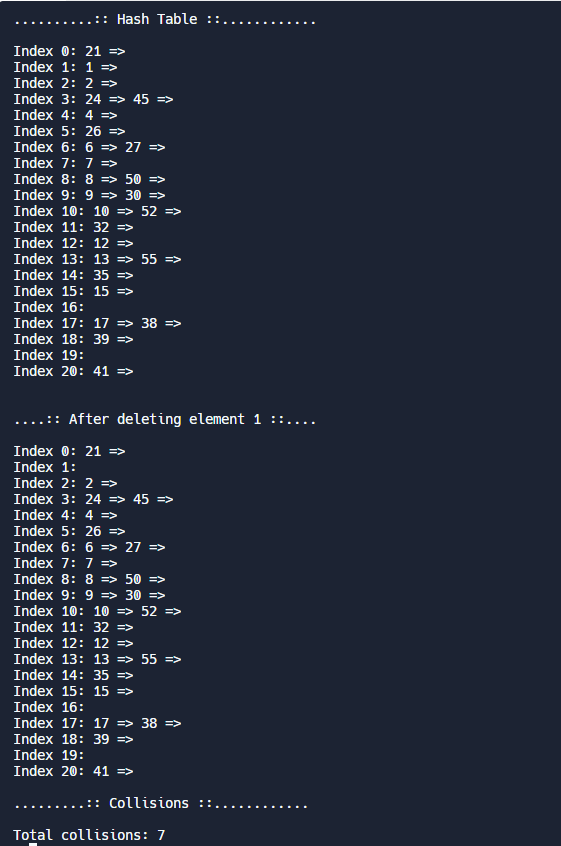 ..........:: Hash Table ::............
Index 0: 21 =>
Index 1: 1 =>
Index 2: 2 =>
Index 3: 24 => 45 =>
Index 4: 4 =>
Index 5: 26 =>
Index 6: 6 => 27 =>
Index 7: 7 =>
Index 8: 8 => 50 =>
Index 9: 9 => 30 =>
Index 10: 10 => 52 =>
Index 11: 32 =>
Index 12: 12 =>
Index 13: 13 => 55 =>
Index 14: 35 =>
Index 15: 15 =>
Index 16:
Index 17: 17 => 38 =>
Index 18: 39 =>
Index 19:
Index 20: 41 =>
....:: After deleting element 1 ::....
Index 0: 21 =>
Index 1:
Index 2: 2 =>
Index 3: 24 => 45 =>
Index 4: 4 =>
Index 5: 26 =>
Index 6: 6 => 27 =>
Index 7: 7 =>
Index 8: 8 => 50 =>
Index 9: 9 => 30 =>
Index 10: 10 => 52 =>
Index 11: 32 =>
Index 12: 12 =>
Index 13: 13 => 55 =>
Index 14: 35 =>
Index 15: 15 =>
Index 16:
Index 17: 17 => 38 =>
Index 18: 39 =>
Index 19:
Index 20: 41 =>
.........:: Collisions ::............
Total collisions: 7